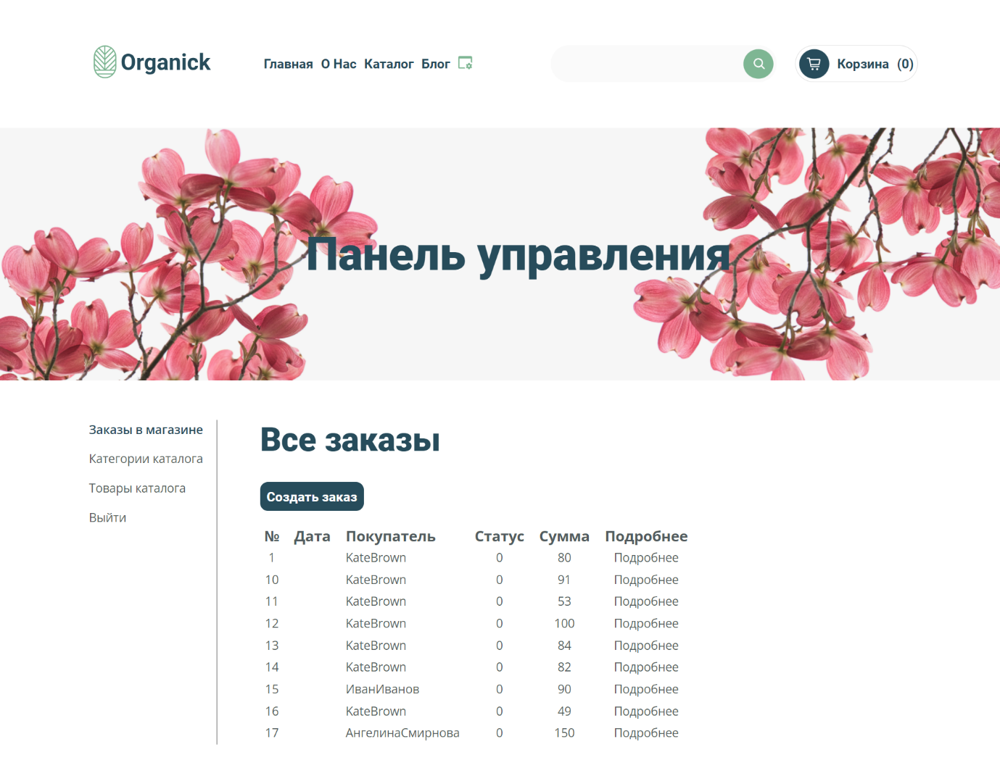 Organick
Главная О Нас Каталог Блог
Корзина (0)
Панель управления
Заказы в магазине
Категории каталога
Товары каталога
Выйти
Все заказы
Создать заказ
№ Дата Покупатель Статус Сумма Подробнее
1 KateBrown 0 80 Подробнее
10 KateBrown 0 91 Подробнее
11 KateBrown 0 53 Подробнее
12 KateBrown 0 100 Подробнее
13 KateBrown 0 84 Подробнее
14 KateBrown 0 82 Подробнее
15 ИванИванов 0 90 Подробнее
16 KateBrown 0 49 Подробнее
17 АнгелинаСмирнова 0 150 Подробнее